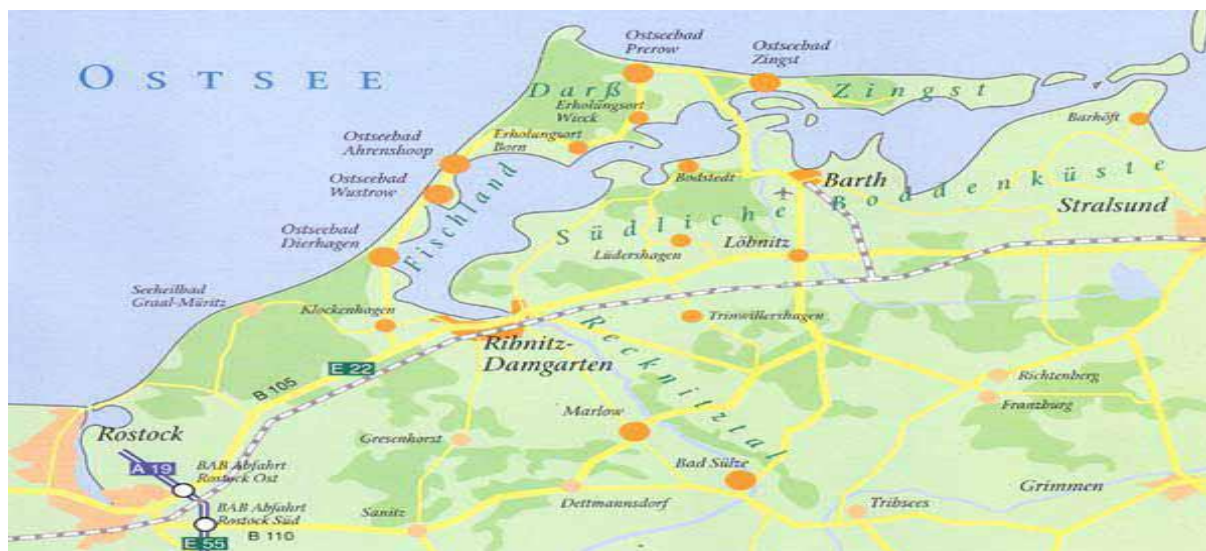 OSTSEE
Ostseebad
Prerow
Ostseebad
Zingst
Darß
Zingst
Erholungsort
Wieck
Barhöft
Erholungsort
Born
Ostseebad
Ahrenshoop
Bodstedt
Barth
Ostseebad
Wustrow
Fischland
Südliche Boddenküste
Stralsund
Ostseebad
Dierhagen
Lüdershagen
Löbnitz
Seeheilbad
Graal-Müritz
Klockenhagen
Trinwillershagen
Ribnitz-
Damgarten
Recknitztal
E 22
B 105
Richtenberg
Franzburg
Marlow
Rostock
Gresenhorst
A 19
BAB Abfahrt
Rostock Ost
Bad Sülze
Grimmen
Dettmannsdorf
Tribsees
BAB Abfahrt
Rostock Süd
Sanitz
B 110
E 55